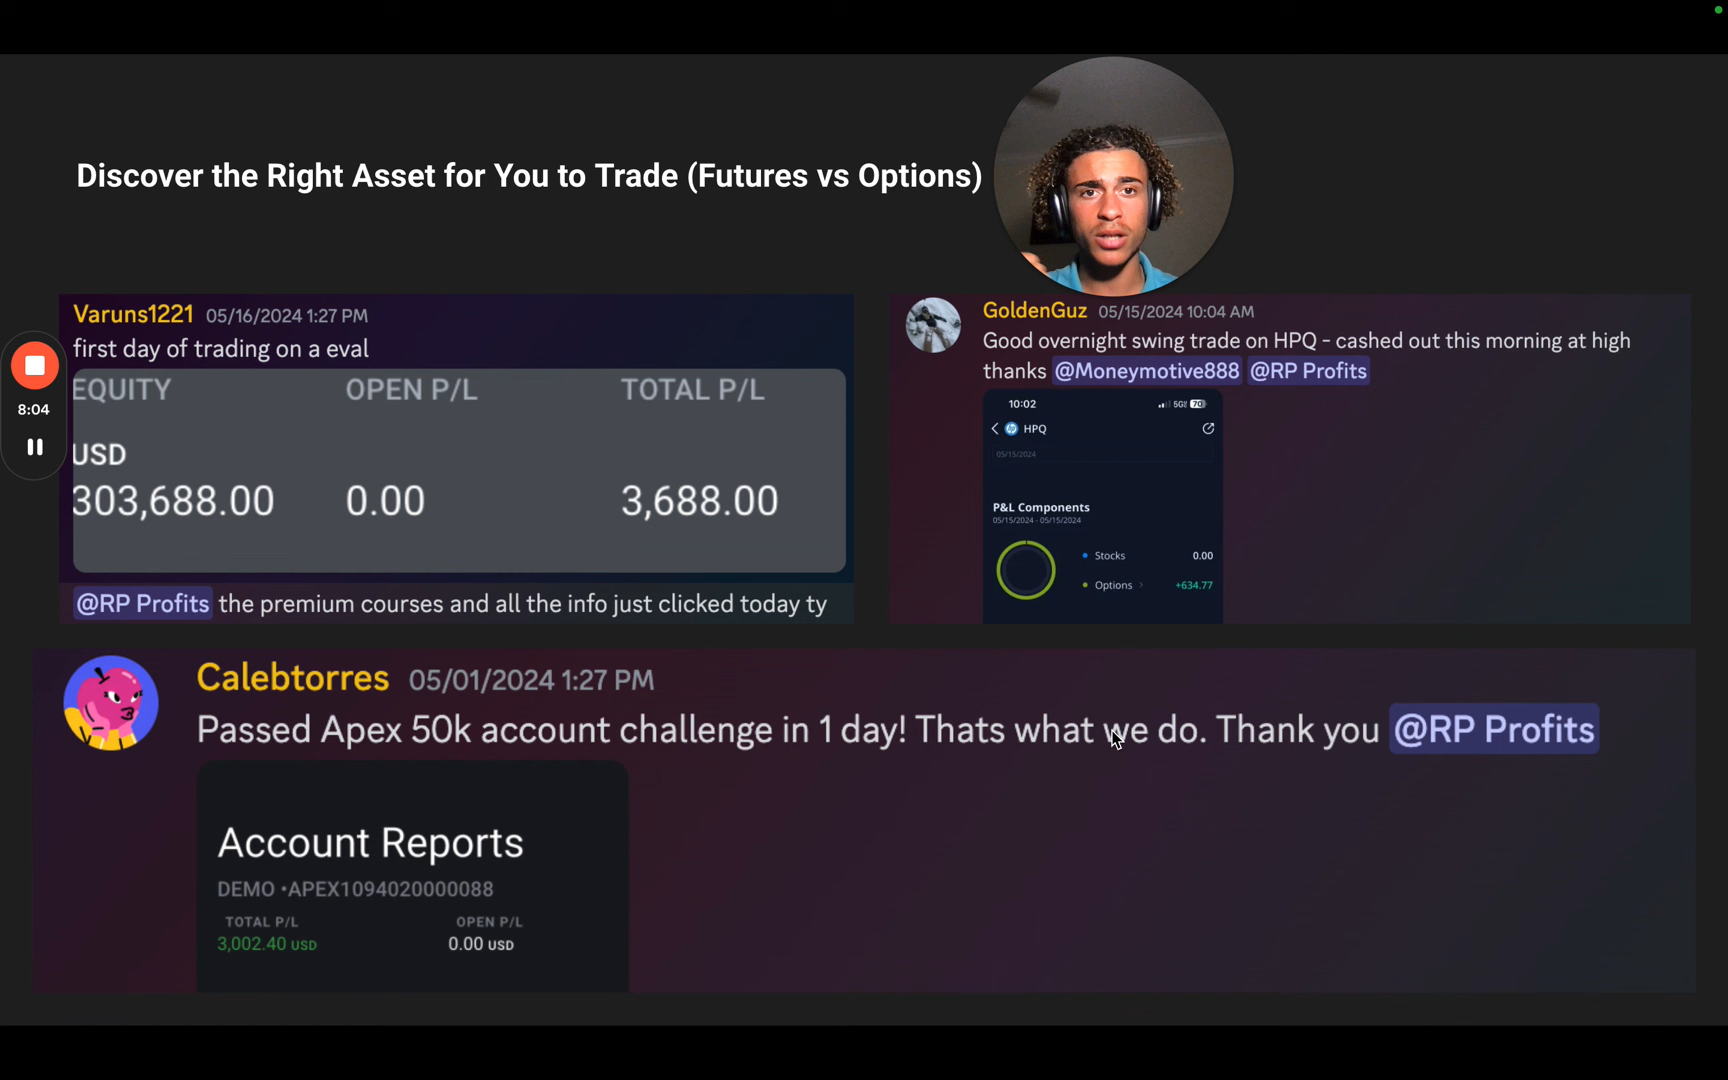 Discover the Right Asset for You to Trade (Futures vs Options)
Varuns1221 05/16/2024 1:27 PM
first day of trading on a eval
EQUITY OPEN P/L TOTAL P/L
USD
303,688.00 0.00 3,688.00
@RP Profits the premium courses and all the info just clicked today ty
8:04
GoldenGuz 05/15/2024 10:04 AM
Good overnight swing trade on HPQ - cashed out this morning at high
thanks @Moneymotive888 @RP Profits
10:02 5G 70
HPQ
05/15/2024
P&L Components
05/15/2024 - 05/15/2024
Stocks 0.00
Options +634.77
Calebtorres 05/01/2024 1:27 PM
Passed Apex 50k account challenge in 1 day! Thats what we do. Thank you @RP Profits
Account Reports
DEMO •APEX1094020000088
TOTAL P/L OPEN P/L
3,002.40 USD 0.00 USD